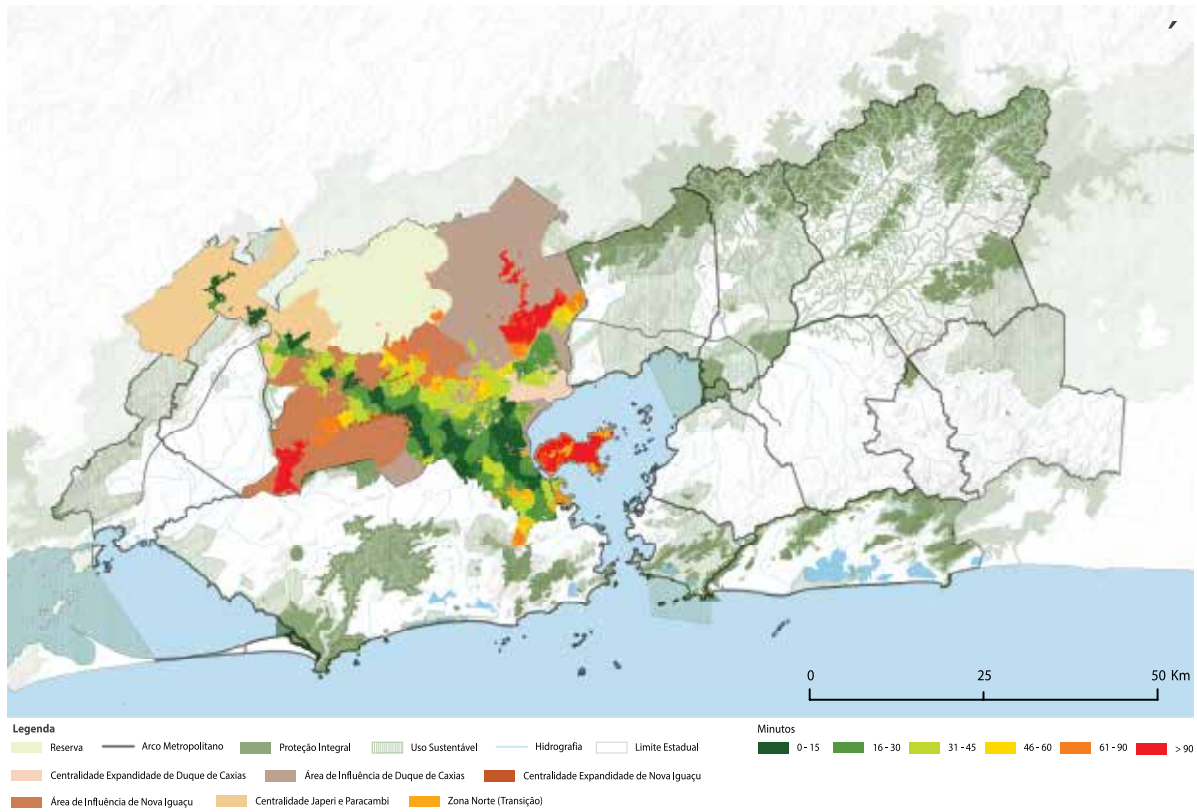 0 25 50 Km
Legenda
Reserva Arco Metropolitano Proteção Integral Uso Sustentável Hidrografia Limite Estadual
Centralidade Expandidade de Duque de Caxias Área de Influência de Duque de Caxias Centralidade Expandidade de Nova Iguaçu
Área de Influência de Nova Iguaçu Centralidade Japeri e Paracambi Zona Norte (Transição)
Minutos
0 - 15 16 - 30 31 - 45 46 - 60 61 - 90 > 90